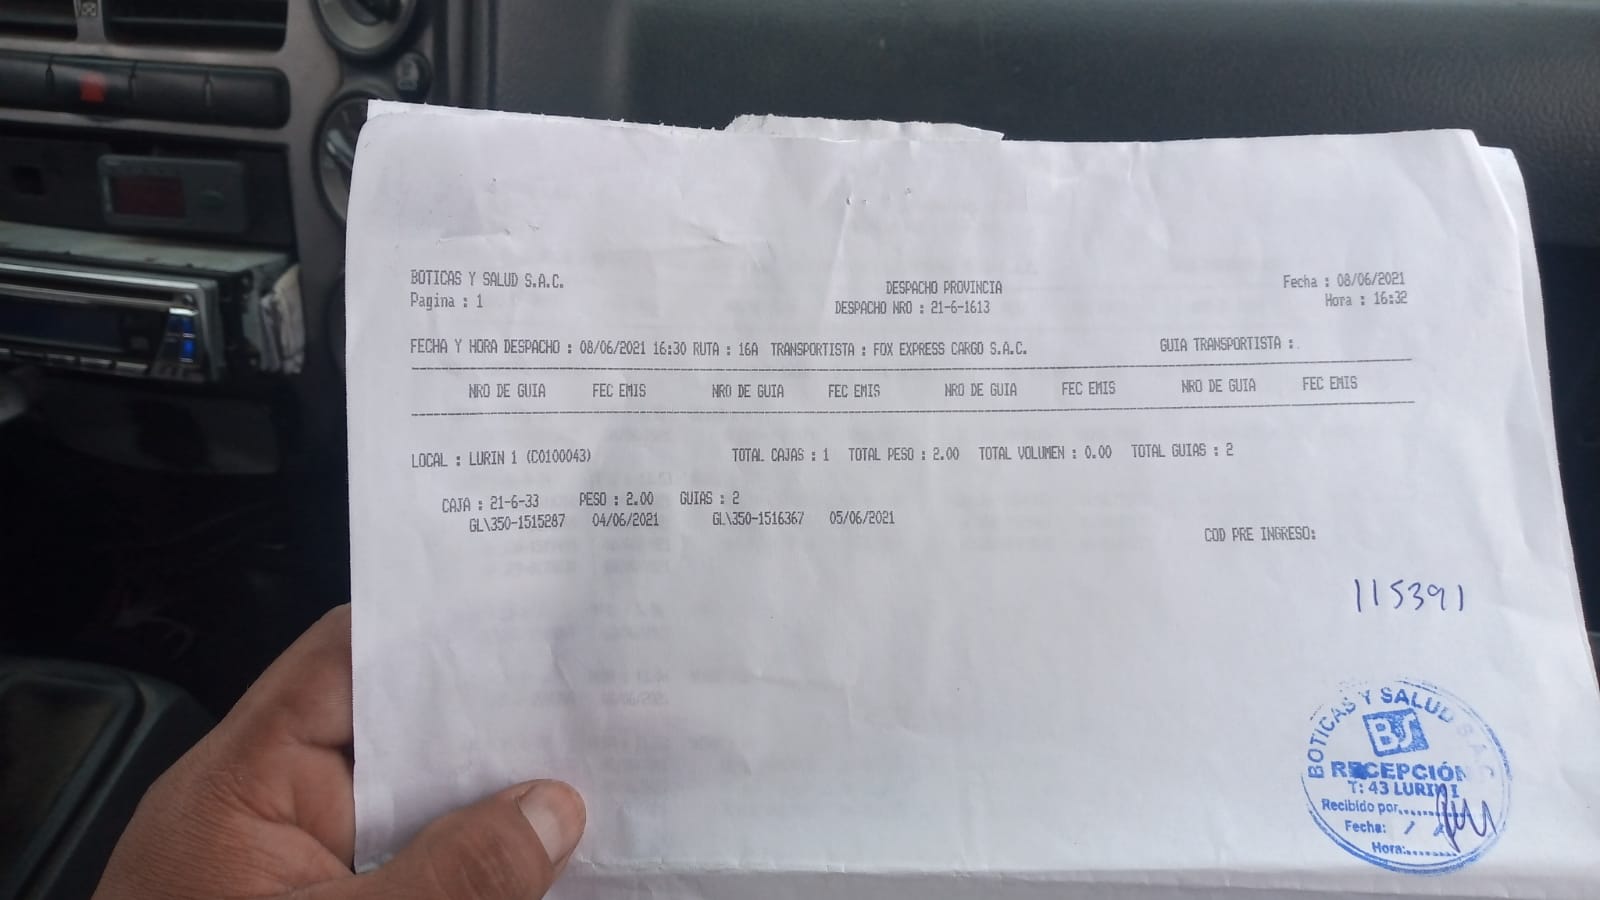 BOTICAS Y SALUD S.A.C.
Pagina : 1
DESPACHO PROVINCIA
DESPACHO NRO : 21-6-1613
Fecha : 08/06/2021
Hora : 16:32
FECHA Y HORA DESPACHO : 08/06/2021 16:30 RUTA : 16A TRANSPORTISTA : FOX EXPRESS CARGO S.A.C. GUIA TRANSPORTISTA :.
NRO DE GUIA FEC EMIS NRO DE GUIA FEC EMIS NRO DE GUIA FEC EMIS NRO DE GUIA FEC EMIS
LOCAL : LURIN 1 (C0100043) TOTAL CAJAS : 1 TOTAL PESO : 2.00 TOTAL VOLUMEN : 0.00 TOTAL GUIAS : 2
CAJA : 21-6-33 PESO : 2.00 GUIAS : 2
GL\350-1515287 04/06/2021 GL\350-1516367 05/06/2021
COD PRE INGRESO:
115391
BOTICAS Y SALUD S.A.C.
BS
RECEPCIÓN
T: 43 LURIN I
Recibido por.........
Fecha: / /
Hora:.........